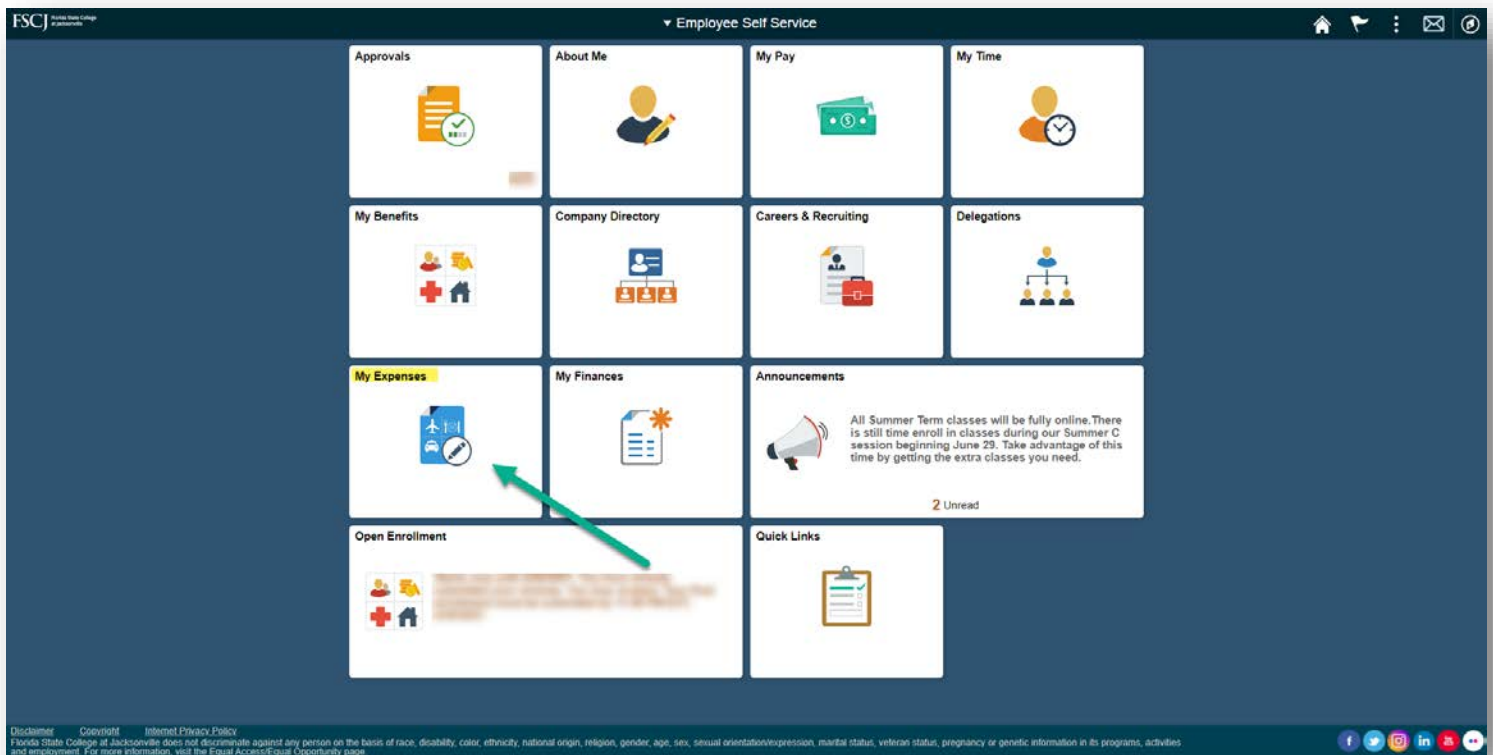 FSCJ Florida State College
at Jacksonville
Employee Self Service
Approvals
About Me
My Pay
My Time
My Benefits
Company Directory
Careers & Recruiting
Delegations
My Expenses
My Finances
Announcements
All Summer Term classes will be fully online.There
is still time enroll in classes during our Summer C
session beginning June 29. Take advantage of this
time by getting the extra classes you need.
2 Unread
Open Enrollment
Quick Links
Disclaimer Copyright Internet Privacy Policy
Florida State College at Jacksonville does not discriminate against any person on the basis of race, disability, color, ethnicity, national origin, religion, gender, age, sex, sexual orientation/expression, marital status, veteran status, pregnancy or genetic information in its programs, activities
and employment. For more information, visit the Equal Access/Equal Opportunity page.